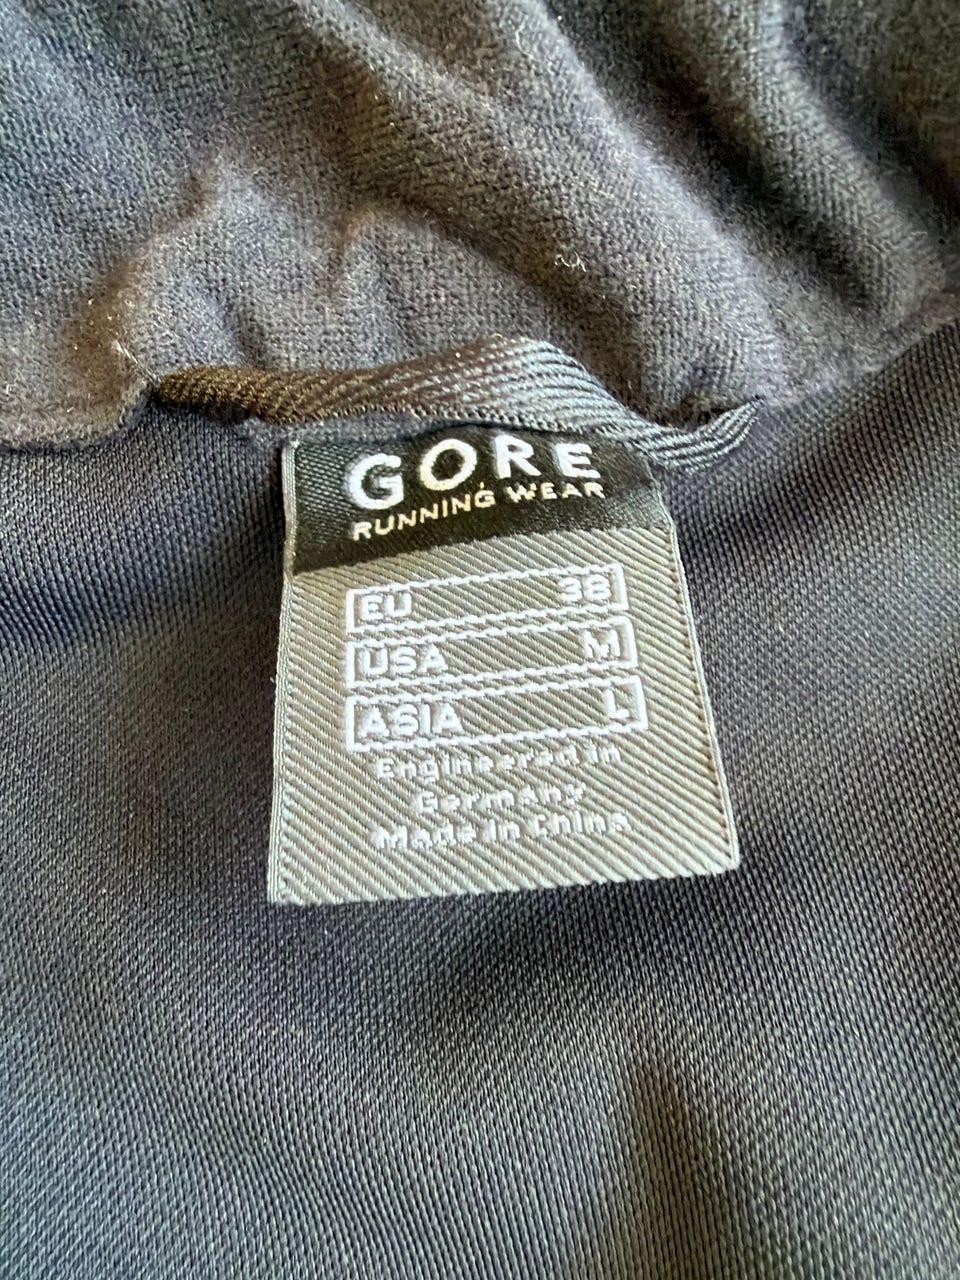 GORE
RUNNING WEAR
EU 38
USA M
ASIA L
Engineered in
Germany
Made in China